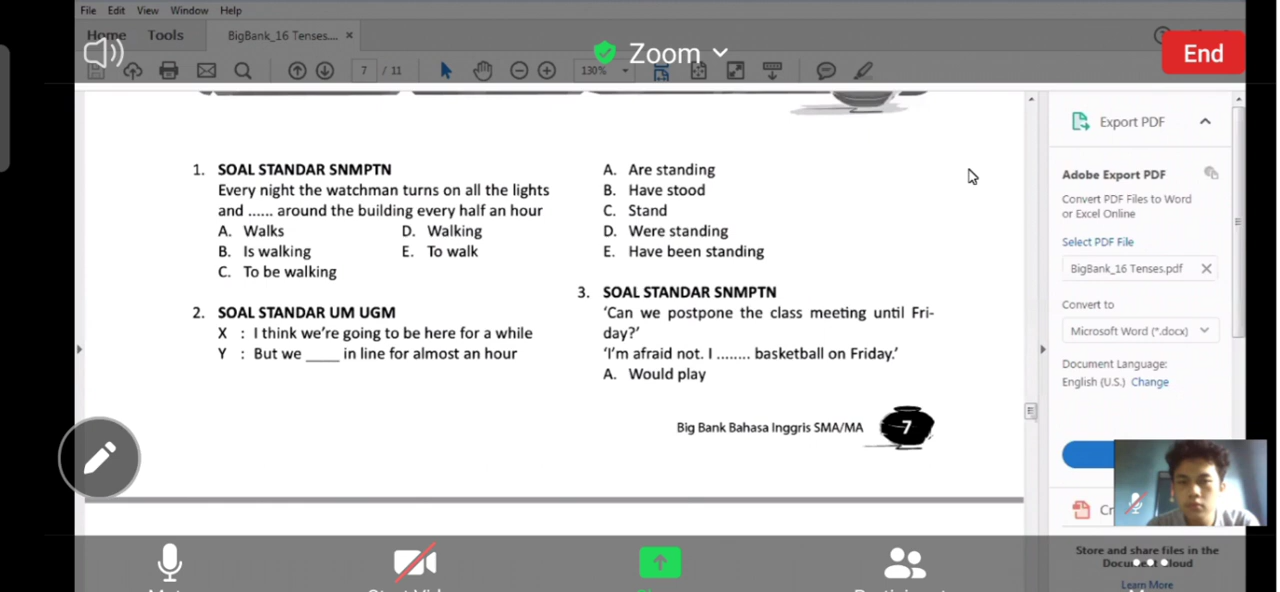 File Edit View Window Help
Home Tools BigBank_16 Tenses.... ×
Zoom
End
7 / 11 130%
1. SOAL STANDAR SNMPTN
Every night the watchman turns on all the lights
and ...... around the building every half an hour
A. Walks D. Walking
B. Is walking E. To walk
C. To be walking
2. SOAL STANDAR UM UGM
X : I think we're going to be here for a while
Y : But we ____ in line for almost an hour
A. Are standing
B. Have stood
C. Stand
D. Were standing
E. Have been standing
3. SOAL STANDAR SNMPTN
‘Can we postpone the class meeting until Fri-
day?’
‘I’m afraid not. I ........ basketball on Friday.’
A. Would play
Big Bank Bahasa Inggris SMA/MA 7
Export PDF
Adobe Export PDF
Convert PDF Files to Word
or Excel Online
Select PDF File
BigBank_16 Tenses.pdf
Convert to
Microsoft Word (*.docx)
Document Language:
English (U.S.) Change
Store and share files in the
Learn More